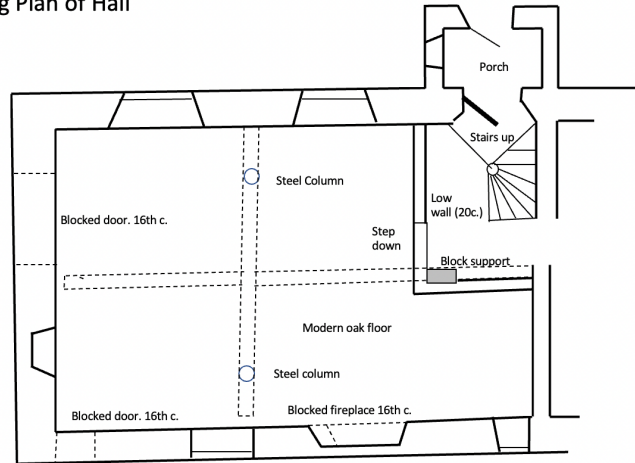 g Plan of Hall
Porch
Stairs up
Steel Column
Low
wall (20c.)
Blocked door. 16th c.
Step
down
Block support
Modern oak floor
Steel column
Blocked door. 16th c.
Blocked fireplace 16th c.